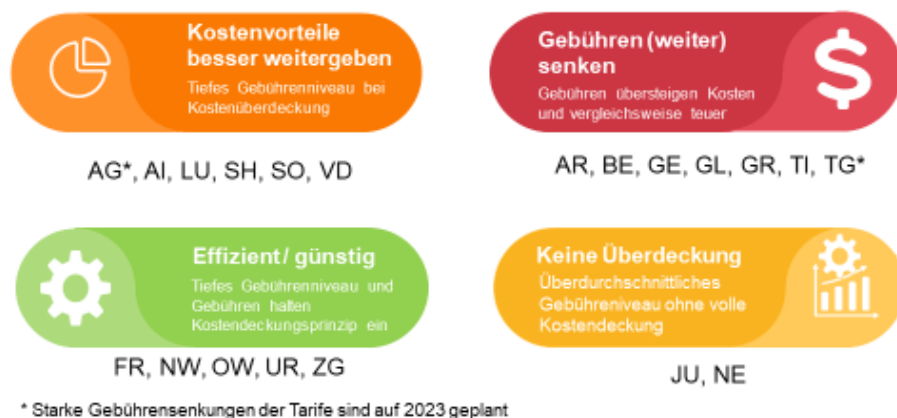 Kostenvorteile
besser weitergeben
Tiefes Gebührenniveau bei
Kostenüberdeckung
AG*, AI, LU, SH, SO, VD
Gebühren (weiter)
senken
Gebühren übersteigen Kosten
und vergleichsweise teuer
$
AR, BE, GE, GL, GR, TI, TG*
Effizient / günstig
Tiefes Gebührenniveau und
Gebühren halten
Kostendeckungsprinzip ein
FR, NW, OW, UR, ZG
Keine Überdeckung
Überdurchschnittliches
Gebühreniveau ohne volle
Kostendeckung
JU, NE
* Starke Gebührensenkungen der Tarife sind auf 2023 geplant